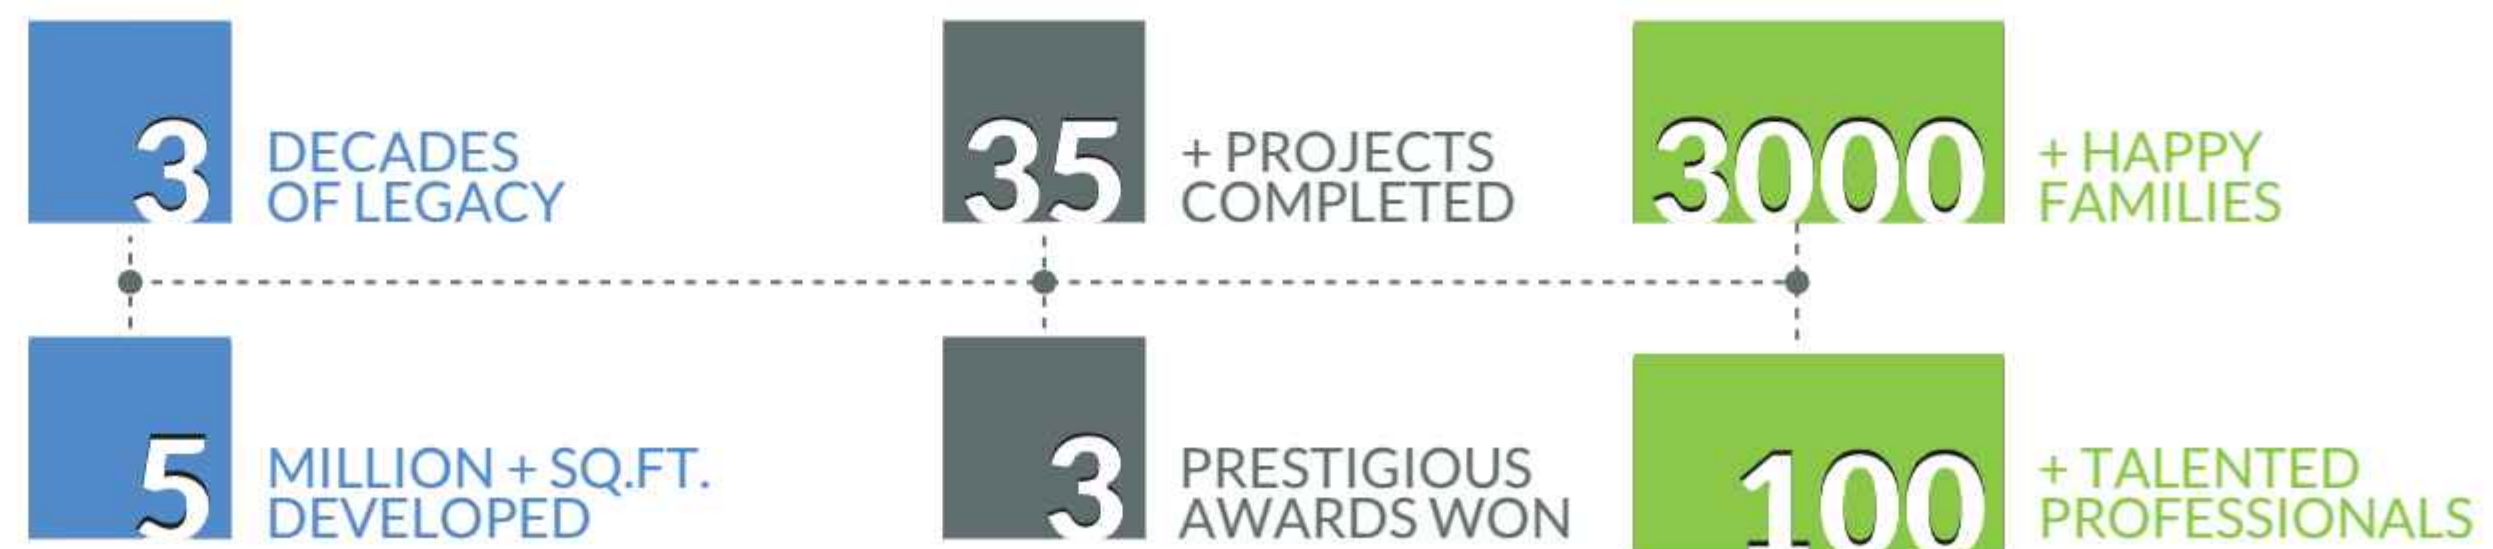 3 DECADES
OF LEGACY
35 + PROJECTS
COMPLETED
3000 + HAPPY
FAMILIES
5 MILLION + SQ.FT.
DEVELOPED
3 PRESTIGIOUS
AWARDS WON
100 + TALENTED
PROFESSIONALS